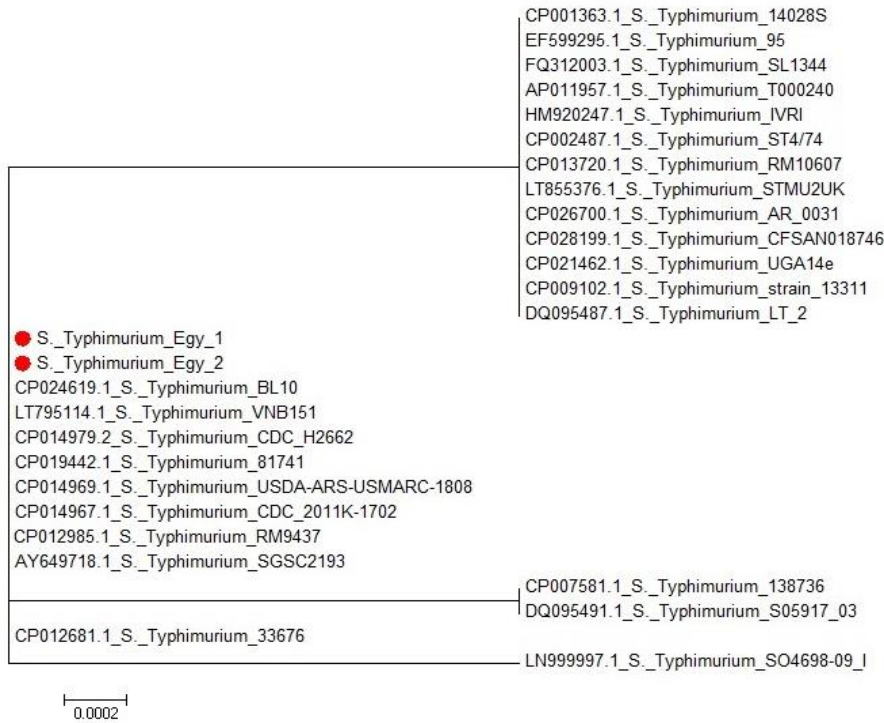 CP001363.1_S._Typhimurium_14028S
EF599295.1_S._Typhimurium_95
FQ312003.1_S._Typhimurium_SL1344
AP011957.1_S._Typhimurium_T000240
HM920247.1_S._Typhimurium_IVRI
CP002487.1_S._Typhimurium_ST4/74
CP013720.1_S._Typhimurium_RM10607
LT855376.1_S._Typhimurium_STMU2UK
CP026700.1_S._Typhimurium_AR_0031
CP028199.1_S._Typhimurium_CFSAN018746
CP021462.1_S._Typhimurium_UGA14e
CP009102.1_S._Typhimurium_strain_13311
DQ095487.1_S._Typhimurium_LT_2
S._Typhimurium_Egy_1
S._Typhimurium_Egy_2
CP024619.1_S._Typhimurium_BL10
LT795114.1_S._Typhimurium_VNB151
CP014979.2_S._Typhimurium_CDC_H2662
CP019442.1_S._Typhimurium_81741
CP014969.1_S._Typhimurium_USDA-ARS-USMARC-1808
CP014967.1_S._Typhimurium_CDC_2011K-1702
CP012985.1_S._Typhimurium_RM9437
AY649718.1_S._Typhimurium_SGSC2193
CP007581.1_S._Typhimurium_138736
DQ095491.1_S._Typhimurium_S05917_03
CP012681.1_S._Typhimurium_33676
LN999997.1_S._Typhimurium_SO4698-09_I
0.0002